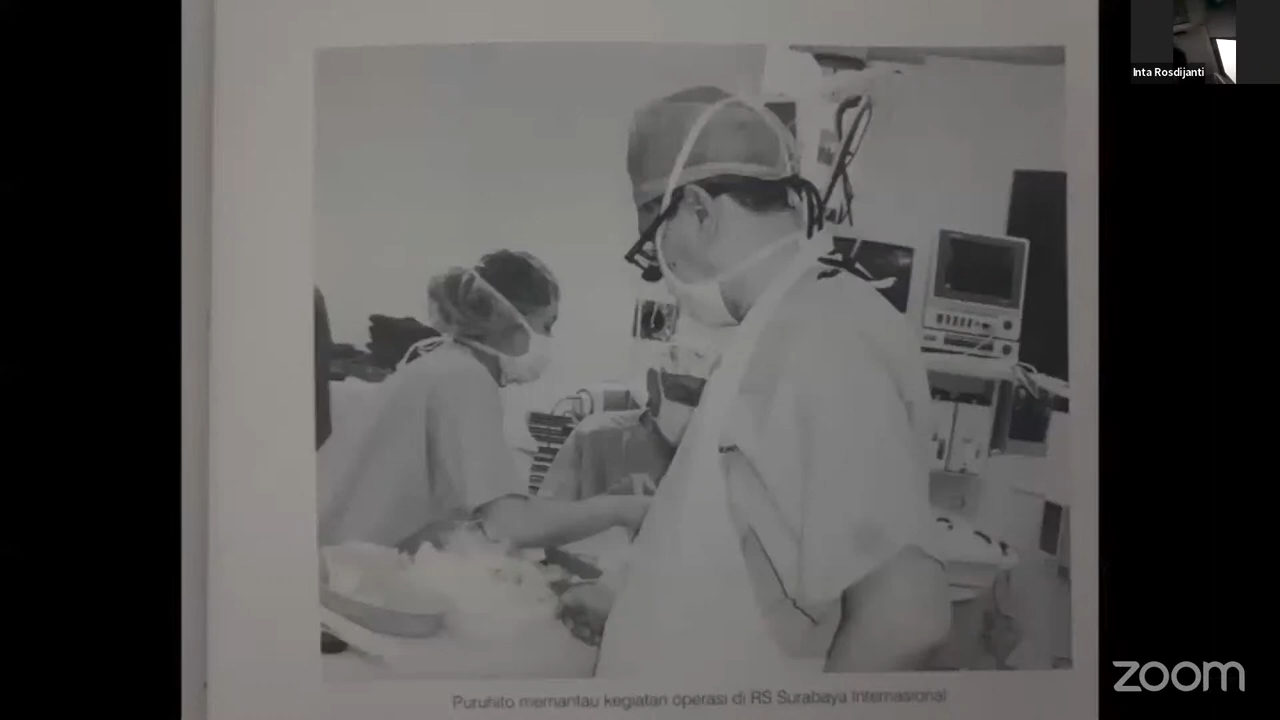 Inta Rosdijanti
Puruhito memantau kegiatan operasi di RS Surabaya Internasional
zoom